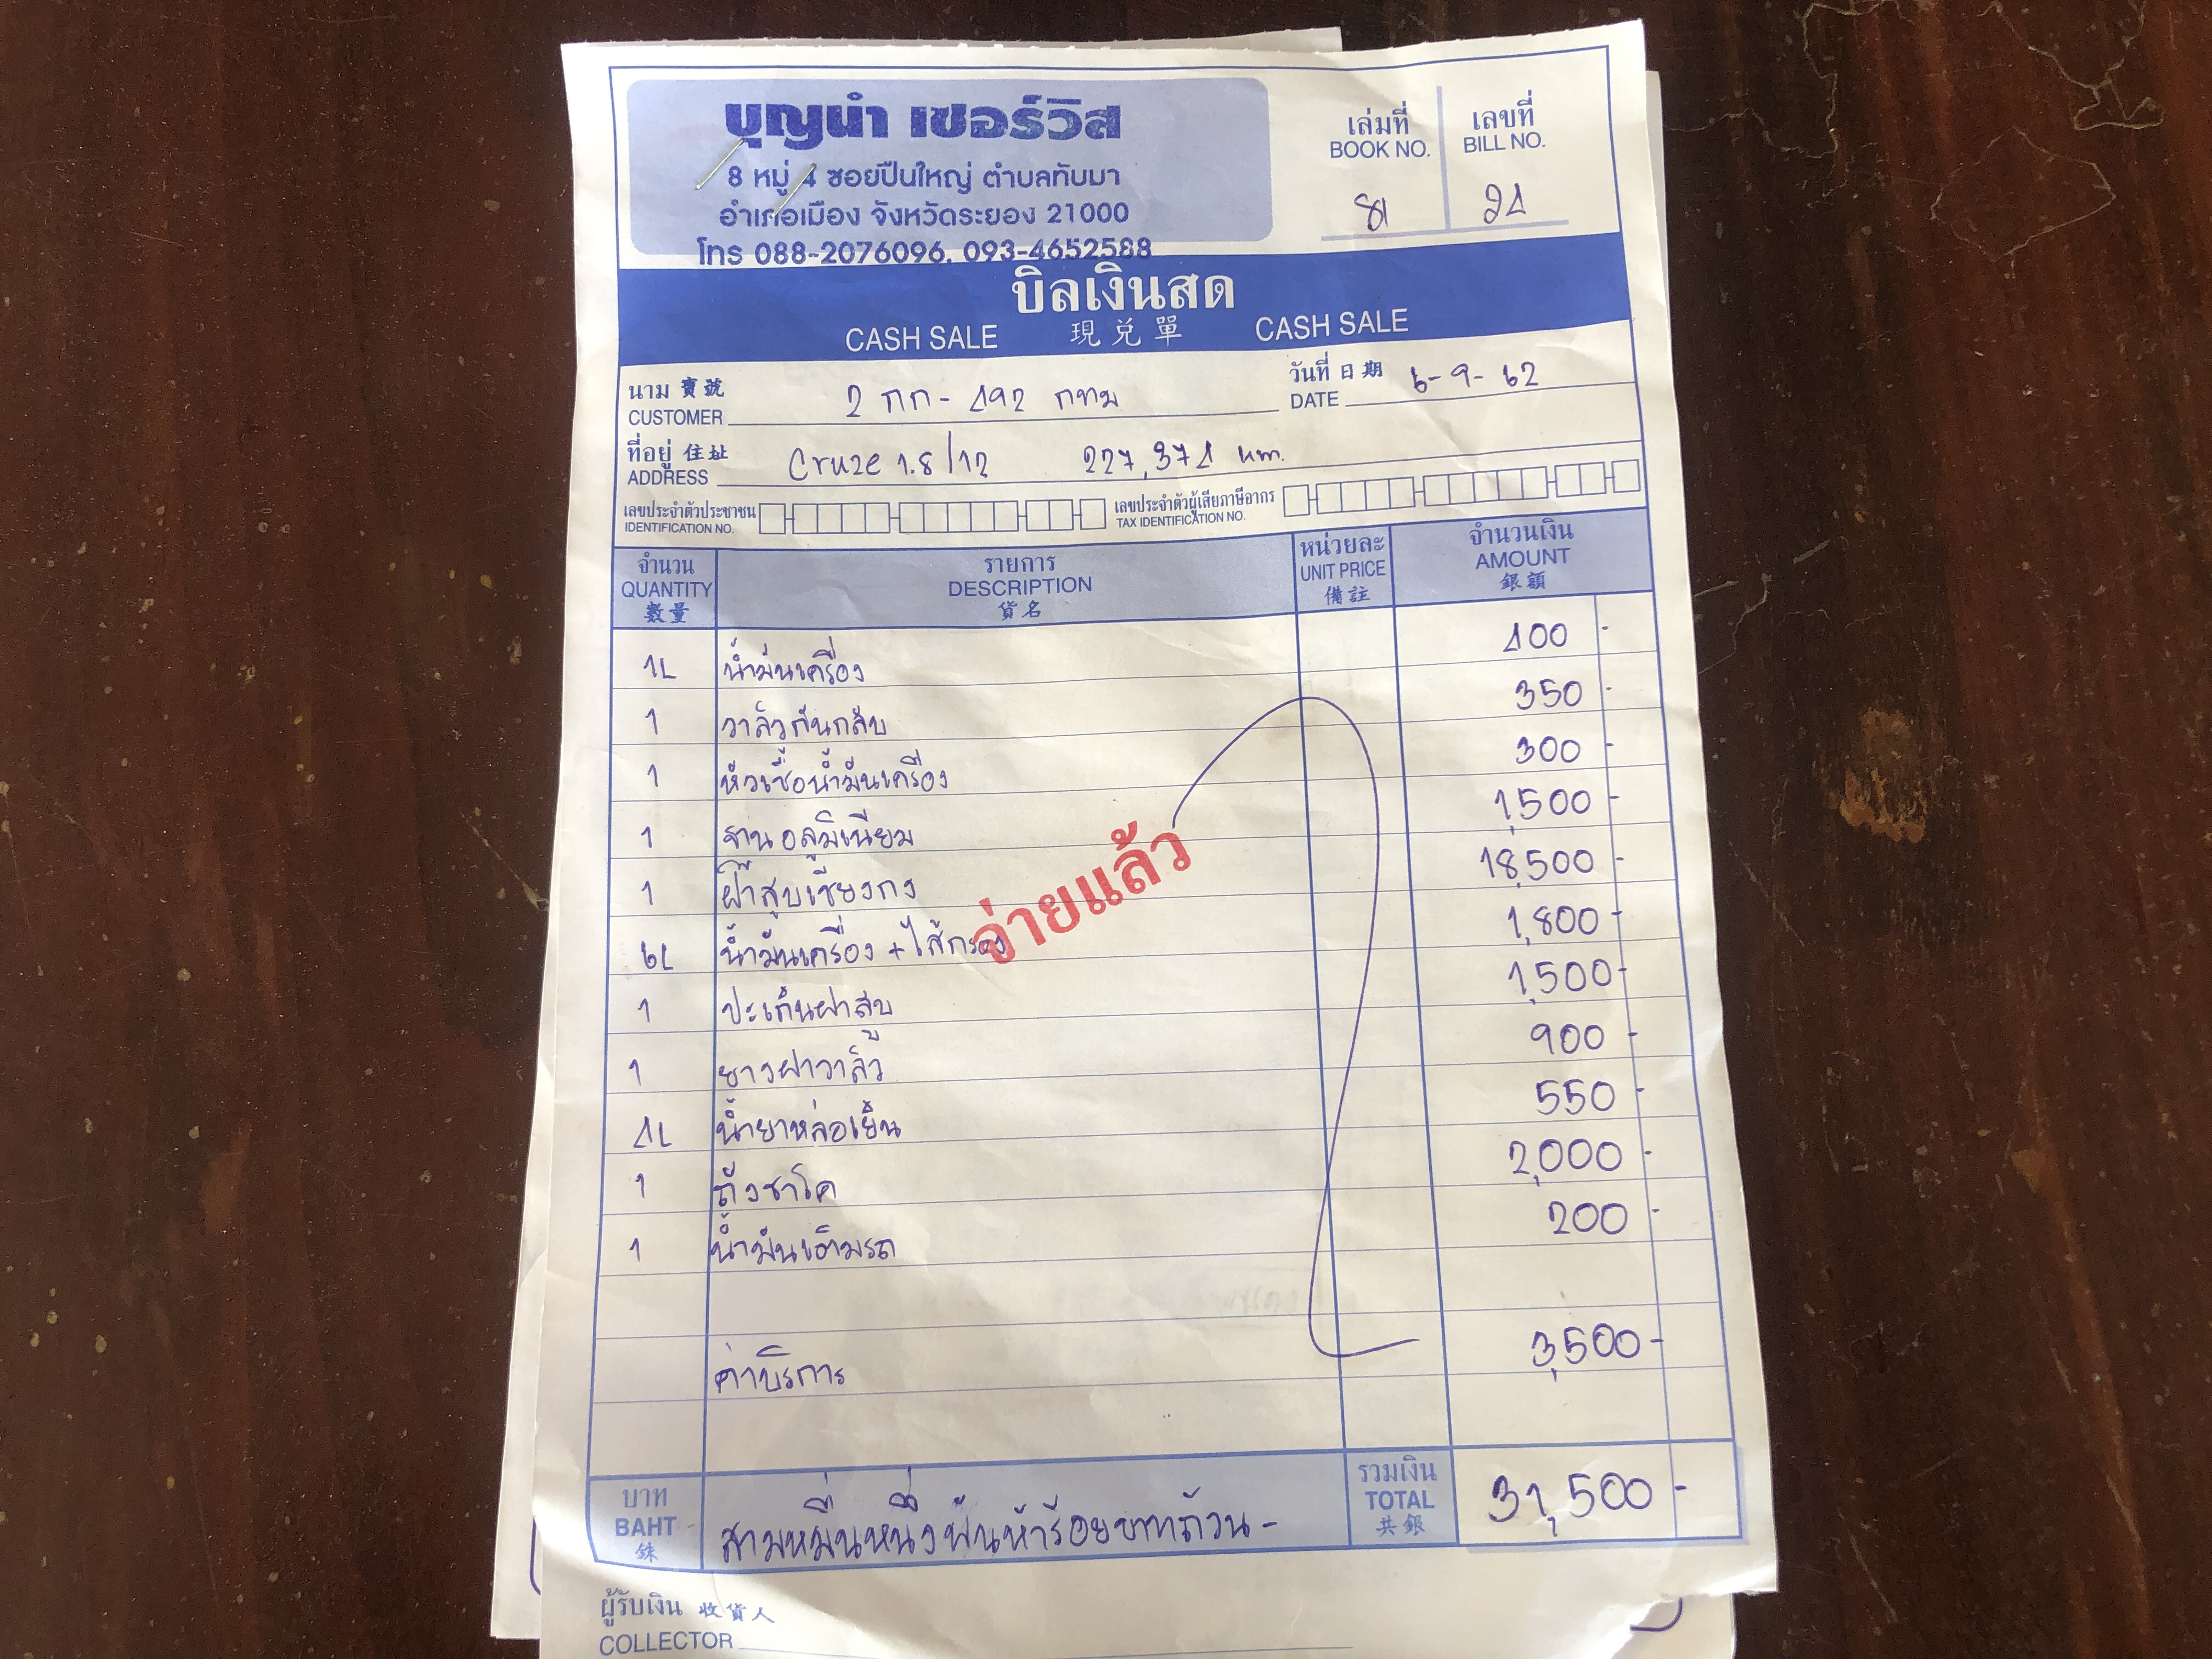 บุญนำ เซอร์วิส
8 หมู่ 4 ซอยปืนใหญ่ ตำบลทับมา
อำเภอเมือง จังหวัดระยอง 21000
โทร 088-2076096, 093-4652588
เล่มที่ เลขที่
BOOK NO. BILL NO.
81 24
บิลเงินสด
CASH SALE 現兌單 CASH SALE
นาม 寳號 2 กก - 492 กทม วันที่ 日期 6-9-62
CUSTOMER DATE
ที่อยู่ 住址 Cruze 1.8/12 227,374 km.
ADDRESS
เลขประจำตัวประชาชน เลขประจำตัวผู้เสียภาษีอากร
IDENTIFICATION NO. TAX IDENTIFICATION NO.
จำนวน รายการ หน่วยละ จำนวนเงิน
QUANTITY DESCRIPTION UNIT PRICE AMOUNT
數量 貨名 備註 銀額
1L น้ำมันเครื่อง 400 -
1 วาล์วกันกลับ 350 -
1 หัวเชื้อน้ำมันเครื่อง 300 -
1 ฐานอลูมิเนียม 1,500 -
1 ฝาสูบเชียงกง 18,500 -
6L น้ำมันเครื่อง + ไส้กรอง 1,800 -
จ่ายแล้ว
1 ปะเก็นฝาสูบ 1,500 -
1 ยางฝาวาล์ว 900 -
4L น้ำยาหล่อเย็น 550 -
1 2,000 -
1 น้ำมันเติมรถ 200 -
ค่าบริการ 3,500 -
บาท สามหมื่นหนึ่งพันห้าร้อยบาทถ้วน - รวมเงิน 31,500 -
BAHT TOTAL
銖 共銀
ผู้รับเงิน 收貨人
COLLECTOR